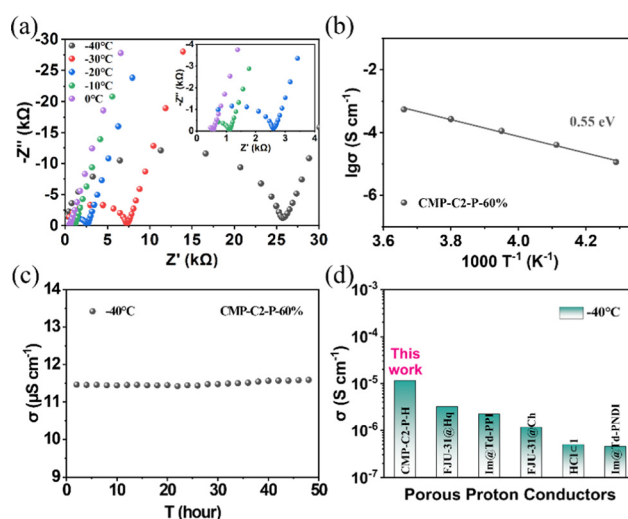 (a)
-40℃
-30℃
-20℃
-10℃
0℃
-Z'' (kΩ)
-30
-25
-20
-15
-10
-5
0
0 5 10 15 20 25 30
Z' (kΩ)
-Z'' (kΩ)
-3
-2
-1
0
0 1 2 3 4
Z' (kΩ)
(b)
lgσ (S cm⁻¹)
0
-2
-4
-6
0.55 eV
CMP-C2-P-60%
3.6 3.8 4.0 4.2
1000 T⁻¹ (K⁻¹)
(c)
σ (μS cm⁻¹)
14
13
12
11
10
9
8
-40℃ CMP-C2-P-60%
0 10 20 30 40 50
T (hour)
(d)
σ (S cm⁻¹)
10⁻³
10⁻⁴
10⁻⁵
10⁻⁶
10⁻⁷
-40℃
This
work
CMP-C2-P-H
FJU-31@Hq
Im@Td-PPI
FJU-31@Ch
HCl⊂1
Im@Td-PNDI
Porous Proton Conductors